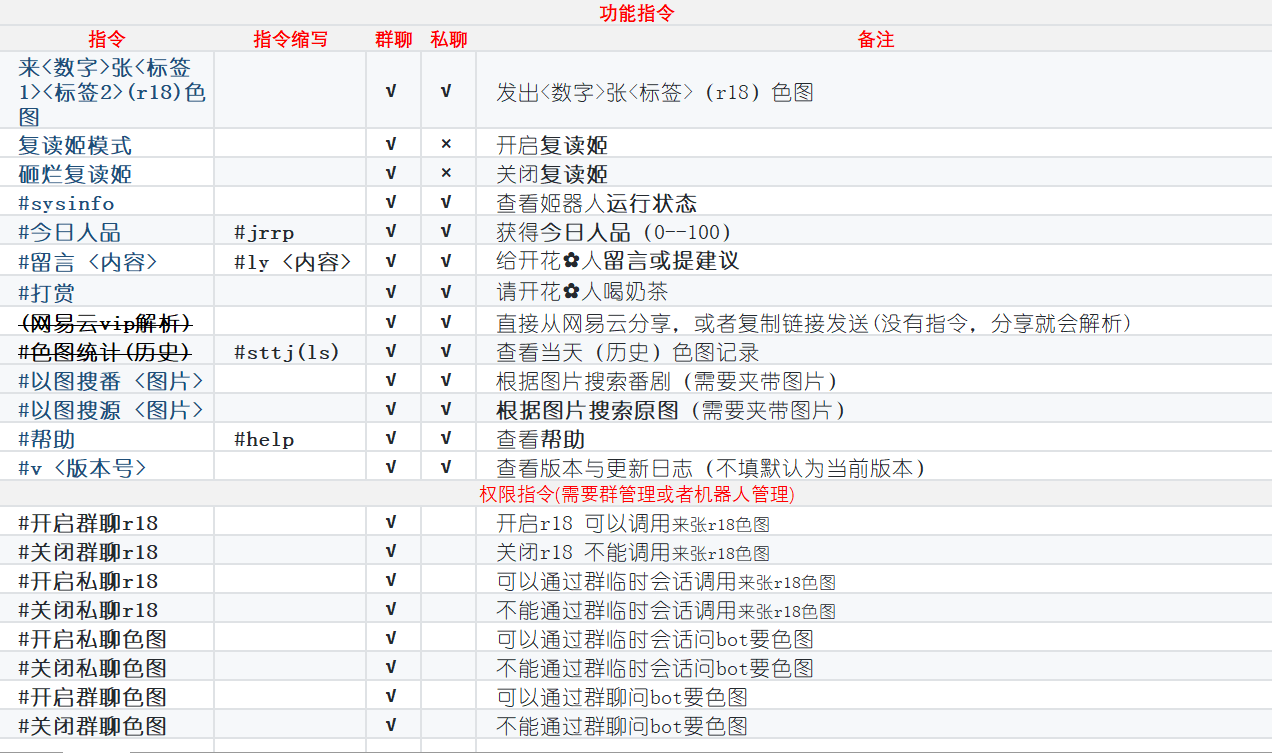 功能指令
指令 指令缩写 群聊 私聊 备注
来<数字>张<标签
1><标签2>(r18)色
图
√ √ 发出<数字>张<标签>（r18）色图
复读姬模式 √ × 开启复读姬
砸烂复读姬 √ × 关闭复读姬
#sysinfo √ √ 查看姬器人运行状态
#今日人品 #jrrp √ √ 获得今日人品（0--100）
#留言 <内容> #ly <内容> √ √ 给开花✿人留言或提建议
#打赏 √ √ 请开花✿人喝奶茶
(网易云vip解析) √ √ 直接从网易云分享，或者复制链接发送(没有指令，分享就会解析)
#色图统计(历史) #sttj(ls) √ √ 查看当天（历史）色图记录
#以图搜番 <图片> √ √ 根据图片搜索番剧（需要夹带图片）
#以图搜源 <图片> √ √ 根据图片搜索原图（需要夹带图片）
#帮助 #help √ √ 查看帮助
#v <版本号> √ √ 查看版本与更新日志（不填默认为当前版本）
权限指令(需要群管理或者机器人管理)
#开启群聊r18 √ 开启r18 可以调用来张r18色图
#关闭群聊r18 √ 关闭r18 不能调用来张r18色图
#开启私聊r18 √ 可以通过群临时会话调用来张r18色图
#关闭私聊r18 √ 不能通过群临时会话调用来张r18色图
#开启私聊色图 √ 可以通过群临时会话问bot要色图
#关闭私聊色图 √ 不能通过群临时会话问bot要色图
#开启群聊色图 √ 可以通过群聊问bot要色图
#关闭群聊色图 √ 不能通过群聊问bot要色图